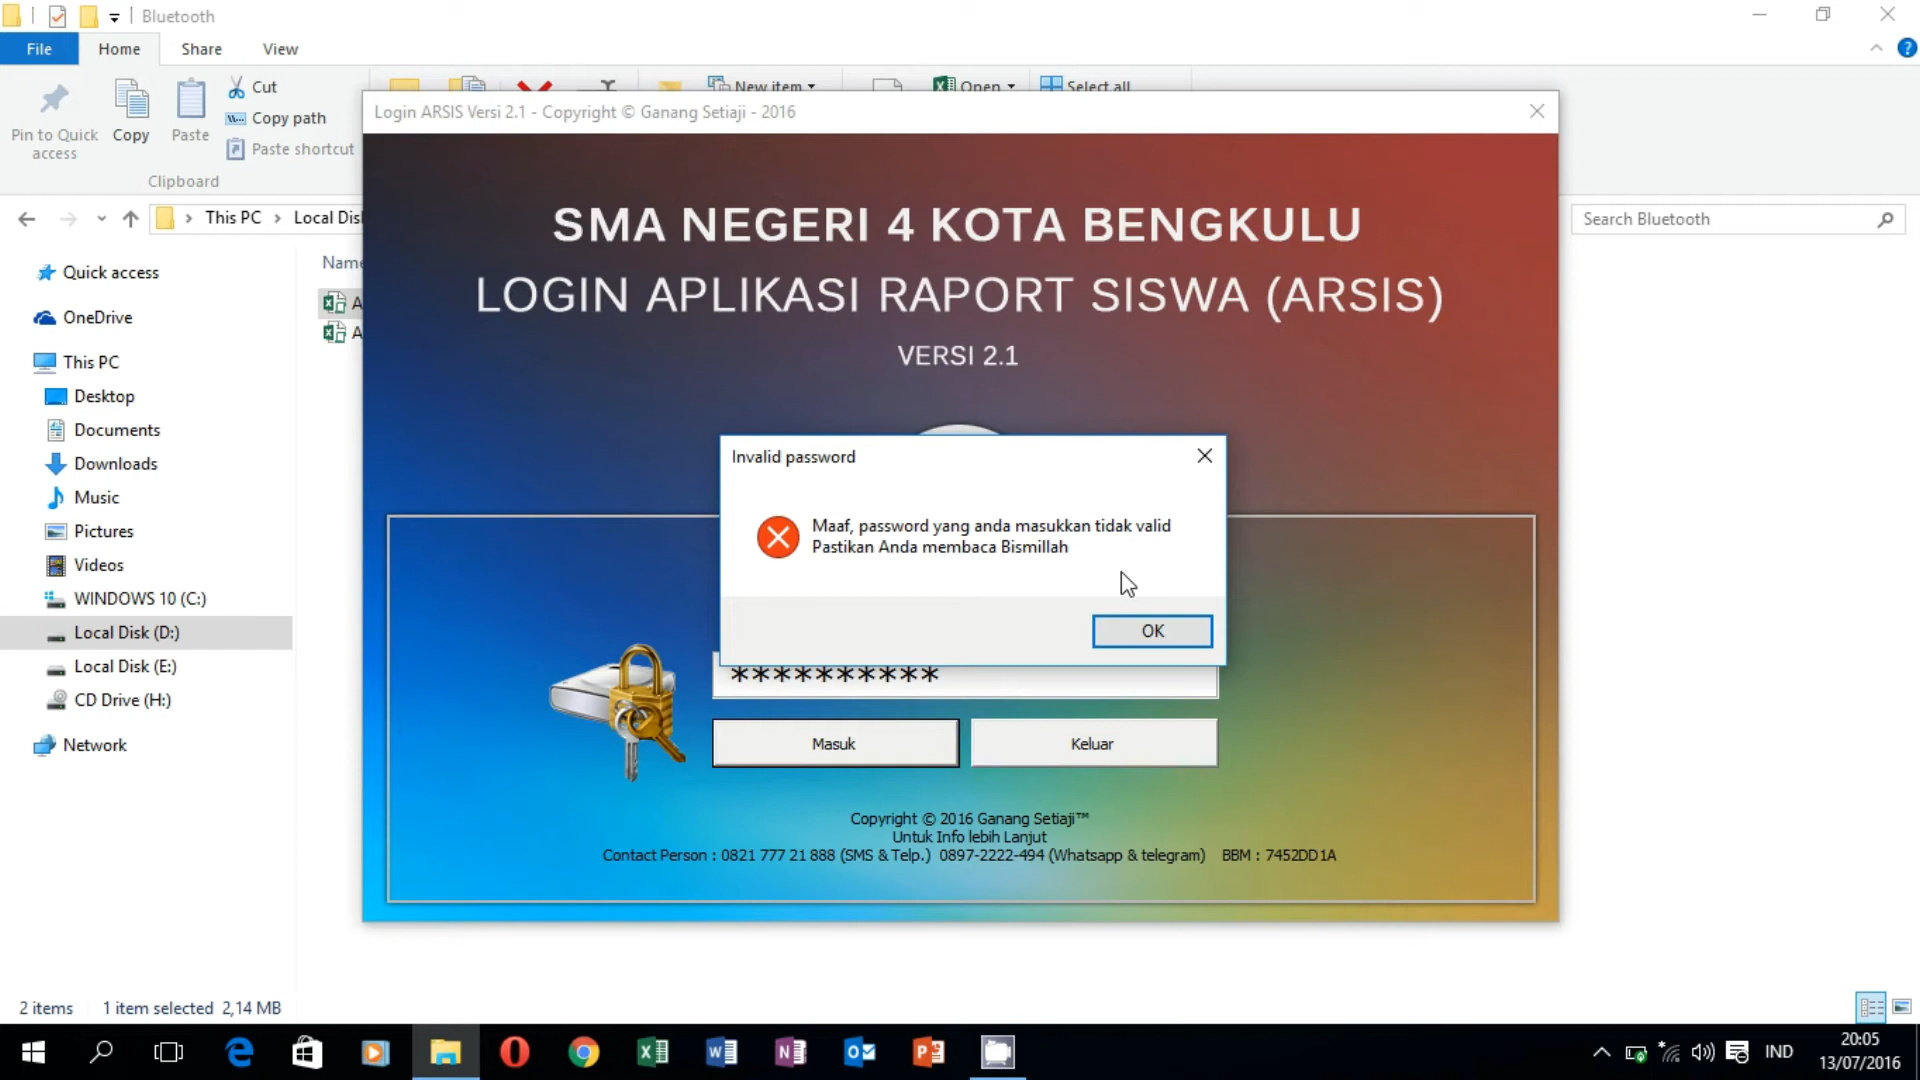 Bluetooth
File
Home
Share
View
Pin to Quick access
Copy
Paste
Cut
Copy path
Paste shortcut
Clipboard
New item
Open
Select all
Login ARSIS Versi 2.1 - Copyright © Ganang Setiaji - 2016
This PC
Local Dis
Search Bluetooth
Name
A
A
Quick access
OneDrive
This PC
Desktop
Documents
Downloads
Music
Pictures
Videos
WINDOWS 10 (C:)
Local Disk (D:)
Local Disk (E:)
CD Drive (H:)
Network
SMA NEGERI 4 KOTA BENGKULU
LOGIN APLIKASI RAPORT SISWA (ARSIS)
VERSI 2.1
Invalid password
Maaf, password yang anda masukkan tidak valid
Pastikan Anda membaca Bismillah
OK
**********
Masuk
Keluar
Copyright © 2016 Ganang Setiaji™
Untuk Info lebih Lanjut
Contact Person : 0821 777 21 888 (SMS & Telp.) 0897-2222-494 (Whatsapp & telegram) BBM : 7452DD1A
2 items
1 item selected 2,14 MB
IND
20:05
13/07/2016